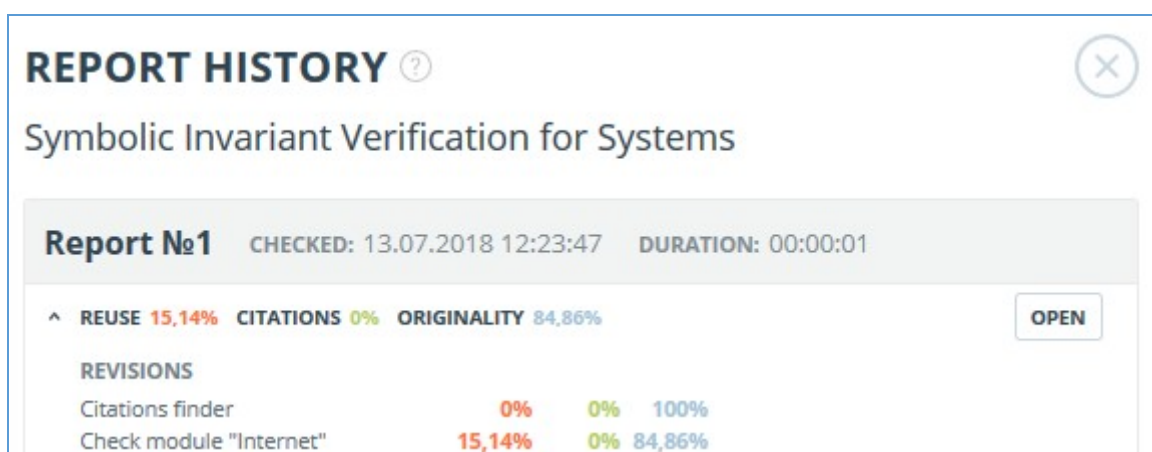 REPORT HISTORY ?
Symbolic Invariant Verification for Systems
Report №1 CHECKED: 13.07.2018 12:23:47 DURATION: 00:00:01
REUSE 15,14% CITATIONS 0% ORIGINALITY 84,86% OPEN
REVISIONS
Citations finder 0% 0% 100%
Check module "Internet" 15,14% 0% 84,86%